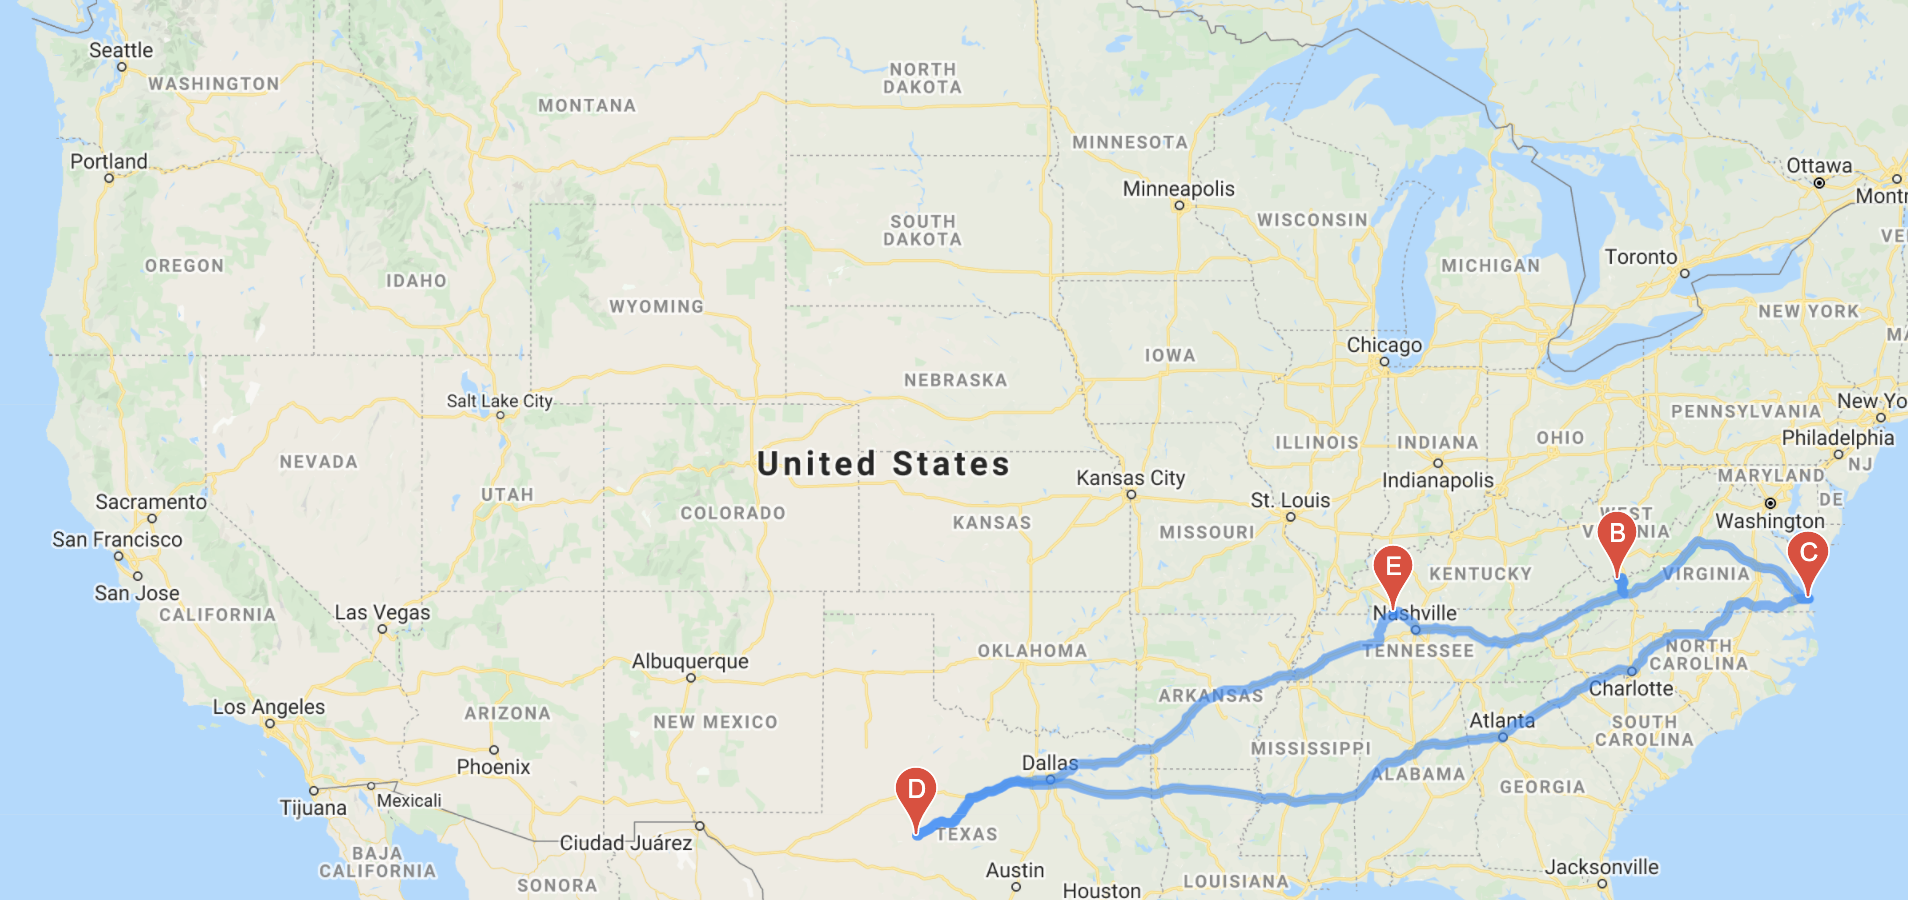 Seattle
WASHINGTON
MONTANA
NORTH
DAKOTA
MINNESOTA
Ottawa
Montr
Portland
Minneapolis
WISCONSIN
SOUTH
DAKOTA
VE
OREGON
IDAHO
WYOMING
MICHIGAN
Toronto
NEW YORK
MA
Chicago
IOWA
NEBRASKA
Salt Lake City
New Yo
PENNSYLVANIA
Philadelphia
NJ
ILLINOIS
INDIANA
OHIO
NEVADA
United States
Kansas City
Indianapolis
MARYLAND
DE
UTAH
COLORADO
KANSAS
St. Louis
MISSOURI
WEST
VIRGINIA
Washington
Sacramento
San Francisco
San Jose
CALIFORNIA
Las Vegas
B
C
E
KENTUCKY
VIRGINIA
Nashville
TENNESSEE
NORTH
CAROLINA
Albuquerque
OKLAHOMA
ARKANSAS
Charlotte
Los Angeles
ARIZONA
NEW MEXICO
Atlanta
SOUTH
CAROLINA
Phoenix
Dallas
MISSISSIPPI
ALABAMA
GEORGIA
D
TEXAS
Tijuana
Mexicali
Ciudad Juárez
BAJA
CALIFORNIA
SONORA
Austin
Houston
LOUISIANA
Jacksonville